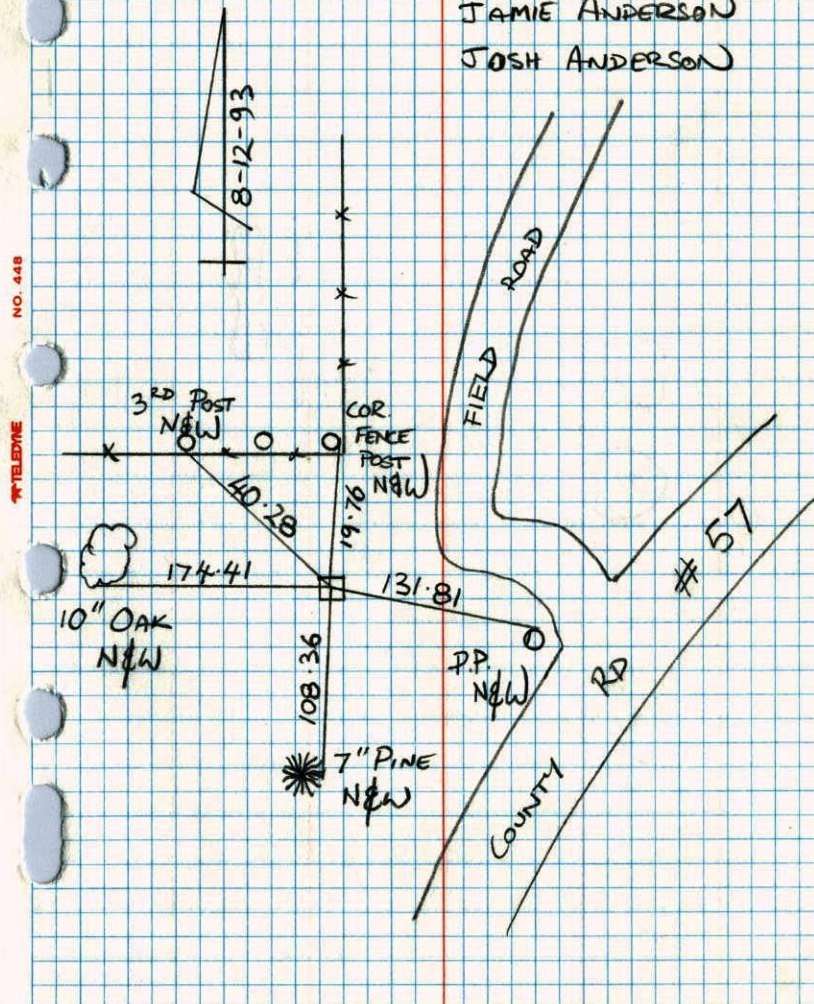 JAMIE ANDERSON
JOSH ANDERSON
8-12-93
NO. 448
TELEDYNE
FIELD ROAD
3RD POST
N&W
COR.
FENCE
POST
N&W
40.28
19.76
174.41
131.81
10" OAK
N&W
108.36
P.P.
N&W
7" PINE
N&W
COUNTY RD # 57